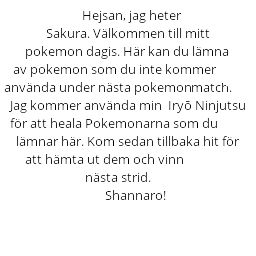 Hejsan, jag heter
Sakura. Välkommen till mitt
pokemon dagis. Här kan du lämna
av pokemon som du inte kommer
använda under nästa pokemonmatch.
Jag kommer använda min Iryō Ninjutsu
för att heala Pokemonarna som du
lämnar här. Kom sedan tillbaka hit för
att hämta ut dem och vinn
nästa strid.
Shannaro!